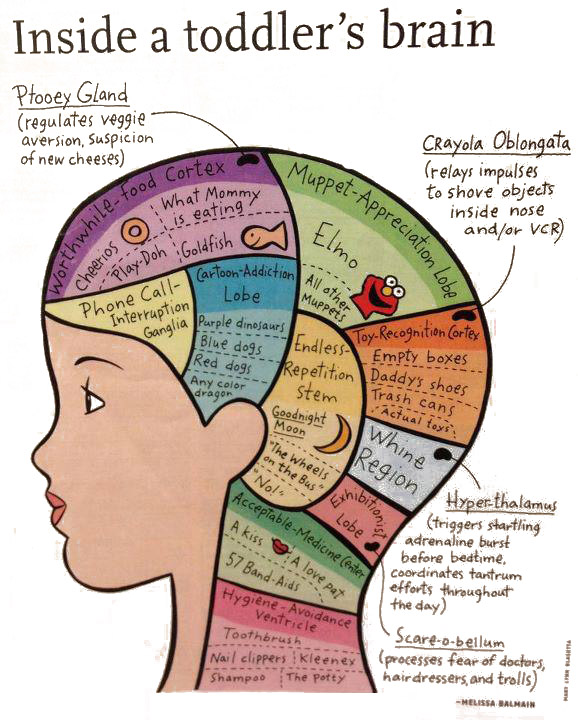 Inside a toddler's brain
Ptooey Gland
(regulates veggie
aversion, suspicion
of new cheeses)
Crayola Oblongata
(relays impulses
to shove objects
inside nose
and/or VCR)
Worthwhile-Food Cortex
What Mommy
is eating
Cheerios
Play-Doh
Goldfish
Muppet-Appreciation Lobe
Elmo
All other
Muppets
Phone Call-
Interruption
Ganglia
Cartoon-Addiction
Lobe
Purple dinosaurs
Blue dogs
Red dogs
Any color
dragon
Endless-
Repetition
Stem
Goodnight
Moon
"The Wheels
on the Bus"
"No!"
Toy-Recognition Cortex
Empty boxes
Daddy's shoes
Trash cans
Actual toys
Whine
Region
Exhibitionist
Lobe
Hyper-thalamus
(triggers startling
adrenaline burst
before bedtime,
coordinates tantrum
efforts throughout
the day)
Acceptable-Medicine Center
A kiss
A love pat
57 Band-Aids
Hygiene-Avoidance
Ventricle
Toothbrush
Nail clippers
Kleenex
Shampoo
The potty
Scare-o-bellum
(processes fear of doctors,
hairdressers, and trolls)
—MELISSA BALMAIN
MARY LYNN BLASUTTA